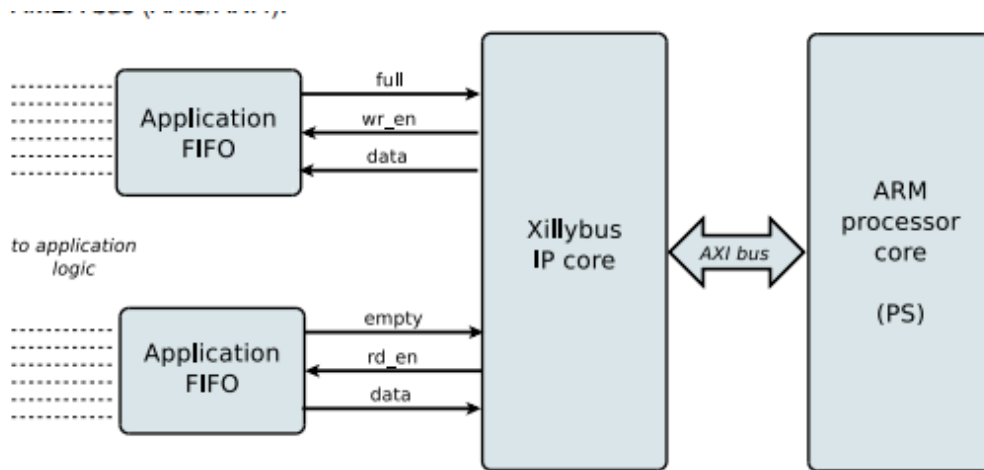 full
Application
FIFO
wr_en
data
to application
logic
empty
Application
FIFO
rd_en
data
Xillybus
IP core
AXI bus
ARM
processor
core
(PS)